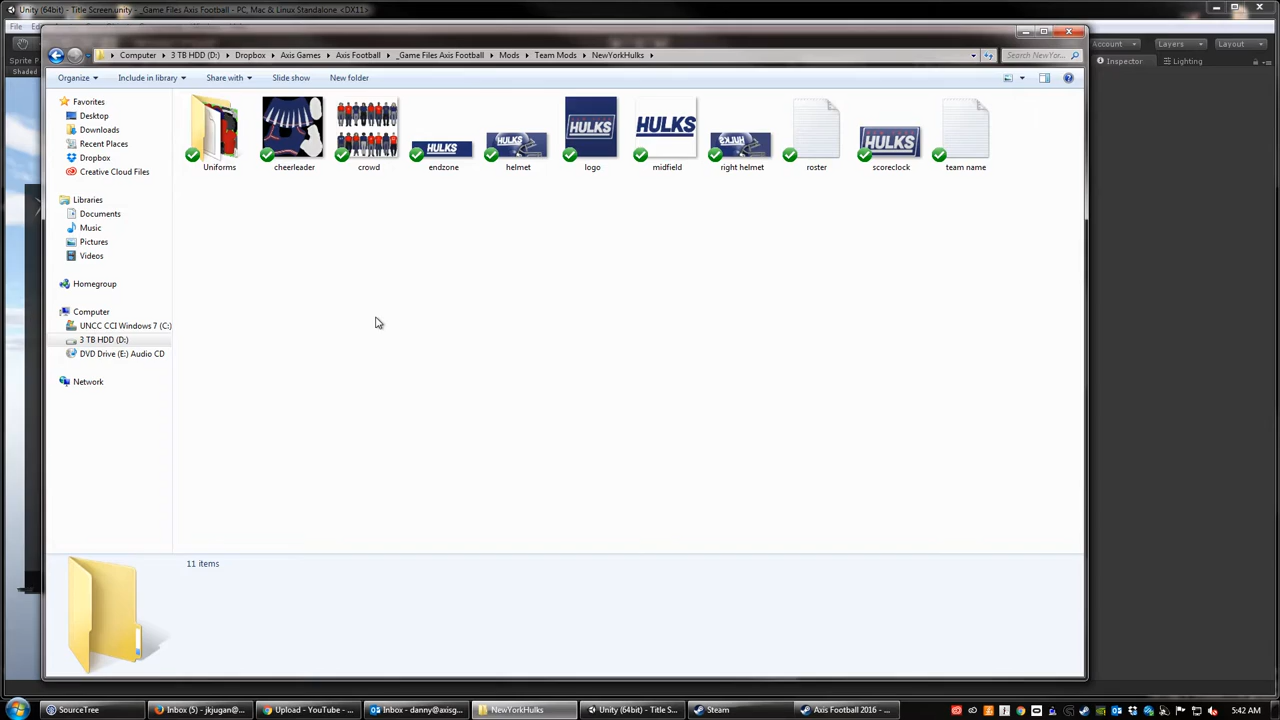 Unity (64bit) - Title Screen.unity - _Game Files Axis Football - PC, Mac & Linux Standalone <DX11>
File
Account
Layers
Layout
Computer
3 TB HDD (D:)
Dropbox
Axis Games
Axis Football
_Game Files Axis Football
Mods
Team Mods
NewYorkHulks
Search NewYor...
Sprite P
Inspector
Lighting
Shaded
Organize
Include in library
Share with
Slide show
New folder
Favorites
Desktop
Downloads
Recent Places
Dropbox
Creative Cloud Files
Libraries
Documents
Music
Pictures
Videos
Homegroup
Computer
UNCC CCI Windows 7 (C:)
3 TB HDD (D:)
DVD Drive (E:) Audio CD
Network
HULKS
HULKS
HULKS
HULKS
HULKS
HULKS
Uniforms
cheerleader
crowd
endzone
helmet
logo
midfield
right helmet
roster
scoreclock
team name
11 items
SourceTree
Inbox (5) - jkjugan@...
Upload - YouTube - ...
Inbox - danny@axisg...
NewYorkHulks
Unity (64bit) - Title S...
Steam
Axis Football 2016 - ...
5:42 AM